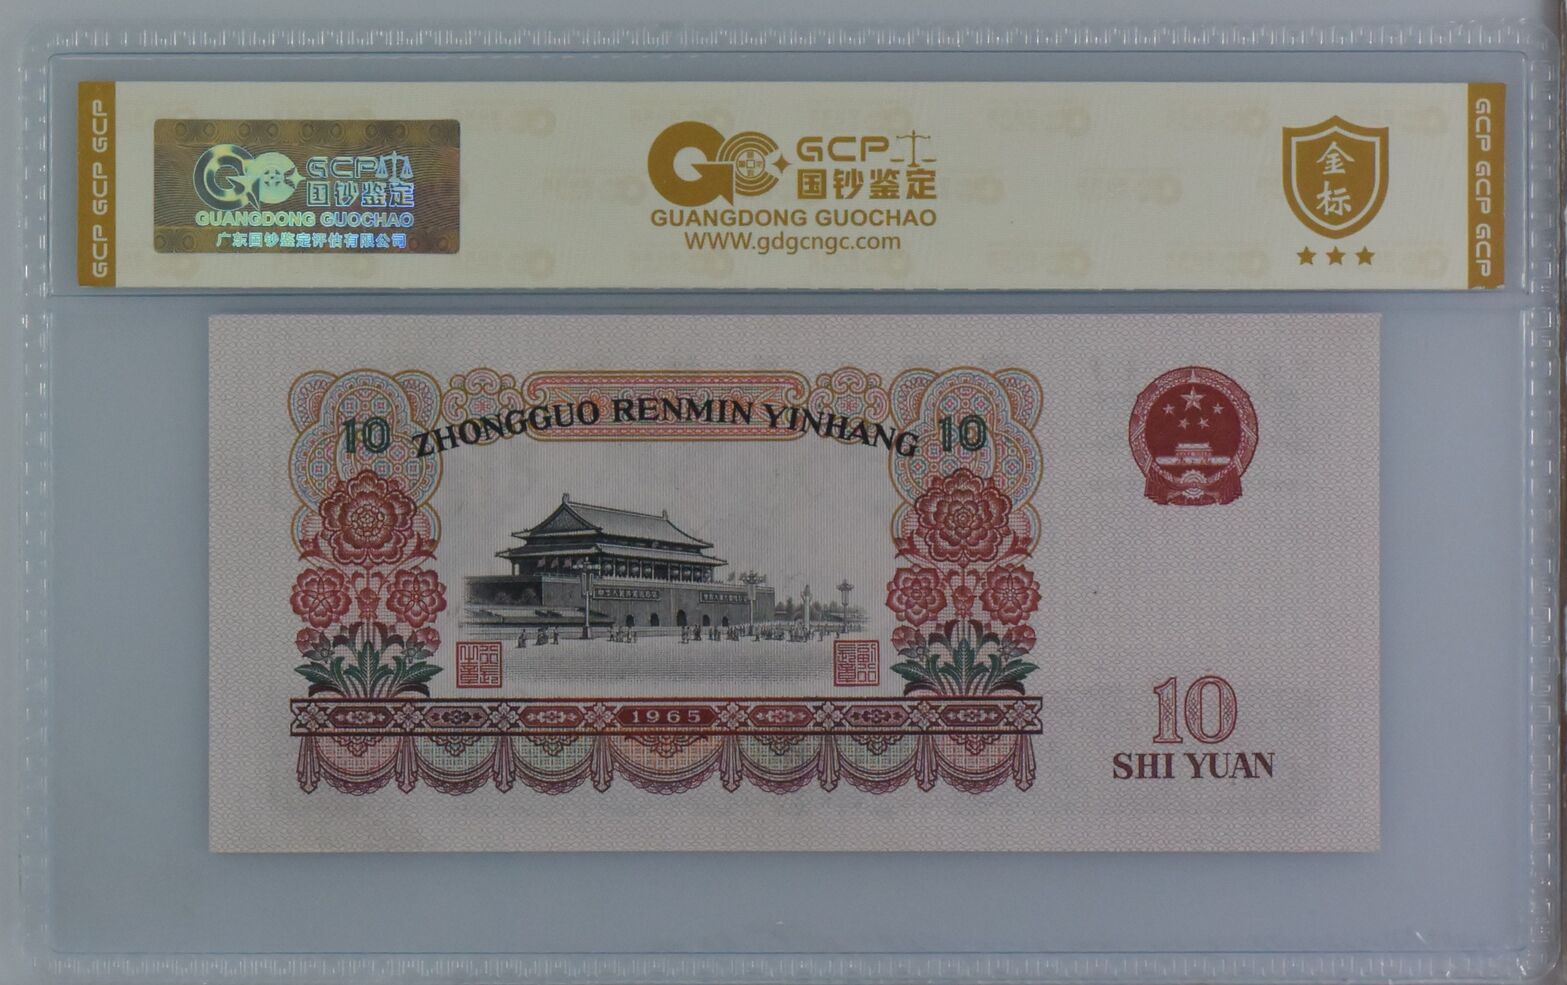 GCP GCP GCP
GCP
国钞鉴定
GUANGDONG GUOCHAO
广东国钞鉴定评估有限公司
GCP
国钞鉴定
GUANGDONG GUOCHAO
WWW.gdgcngc.com
金标
GCP GCP GCP
10 ZHONGGUO RENMIN YINHANG 10
1965
10
SHI YUAN